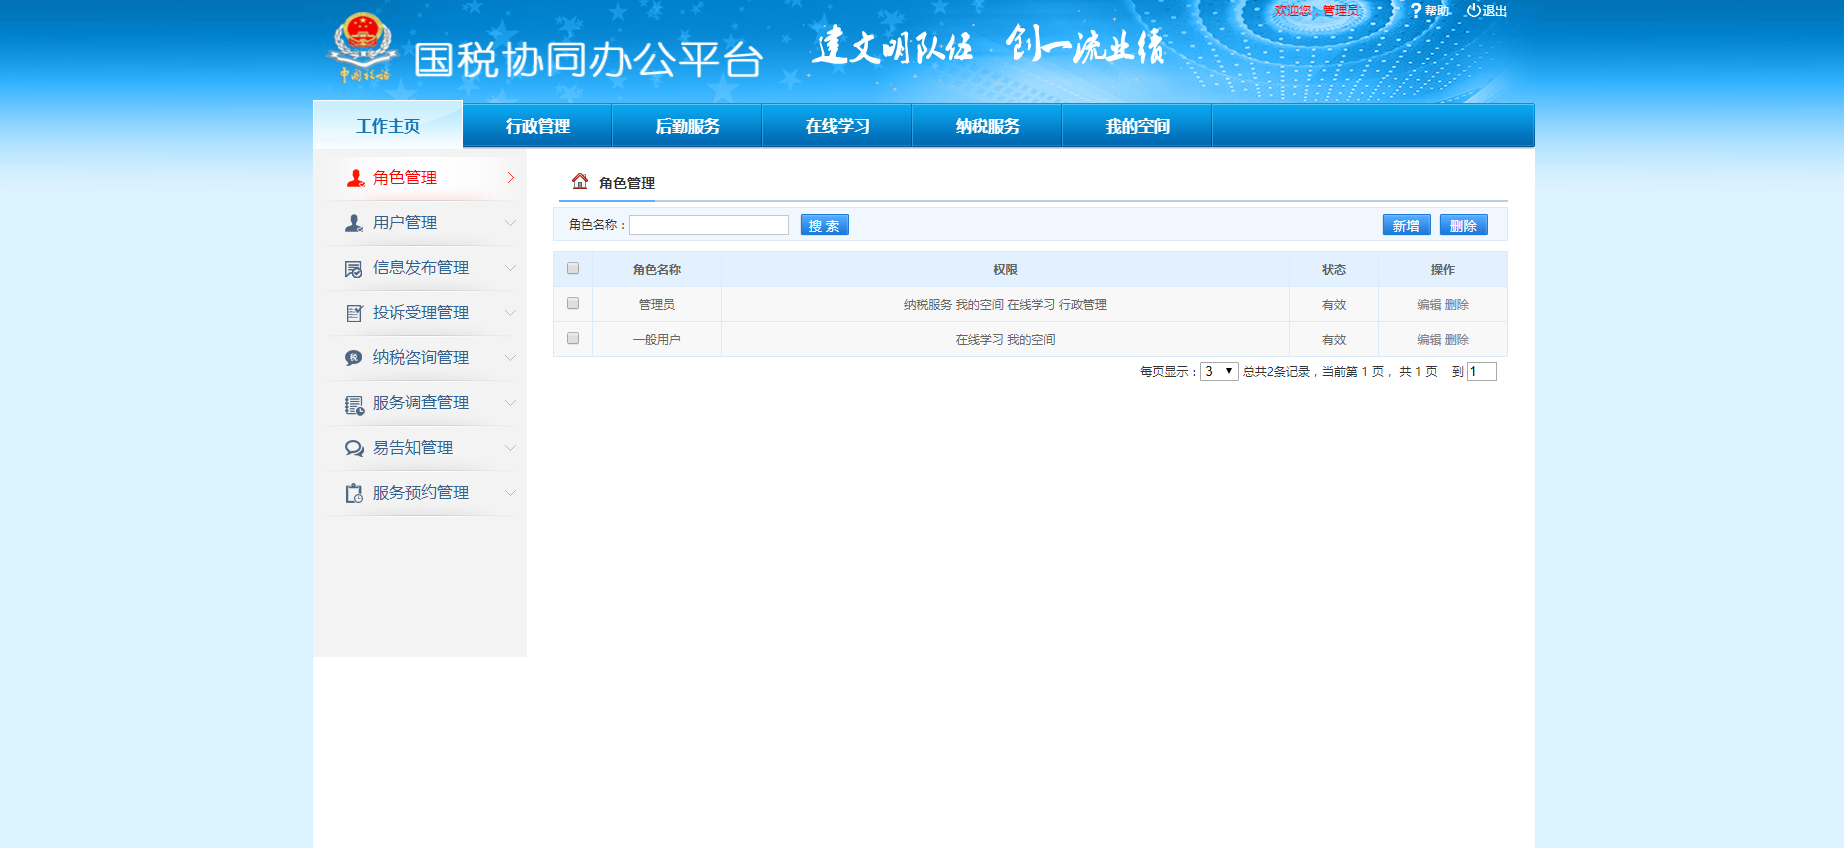 欢迎您，管理员 帮助 退出
中国税务
国税协同办公平台
建文明队伍 创一流业绩
工作主页 行政管理 后勤服务 在线学习 纳税服务 我的空间
角色管理
用户管理
信息发布管理
投诉受理管理
税 纳税咨询管理
服务调查管理
易告知管理
服务预约管理
角色管理
角色名称： 搜 索 新增 删除
角色名称 权限 状态 操作
管理员 纳税服务 我的空间 在线学习 行政管理 有效 编辑 删除
一般用户 在线学习 我的空间 有效 编辑 删除
每页显示：3 总共2条记录，当前第 1 页， 共 1 页 到 1